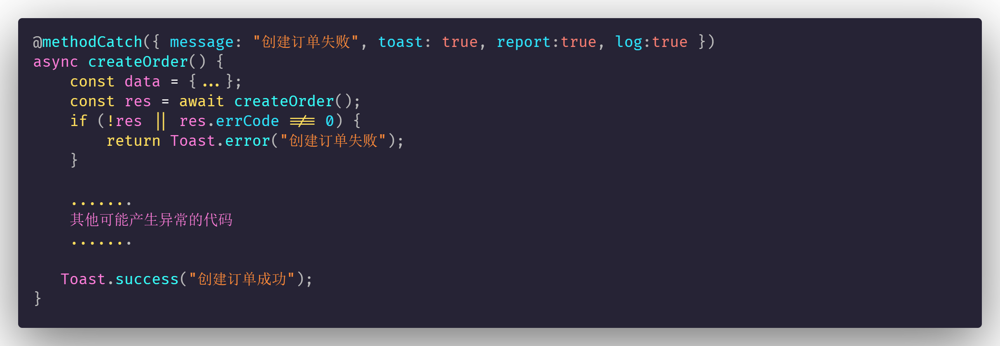 @methodCatch({ message: "创建订单失败", toast: true, report:true, log:true })
async createOrder() {
    const data = {...};
    const res = await createOrder();
    if (!res || res.errCode !== 0) {
        return Toast.error("创建订单失败");
    }

    .......
    其他可能产生异常的代码
    .......

   Toast.success("创建订单成功");
}